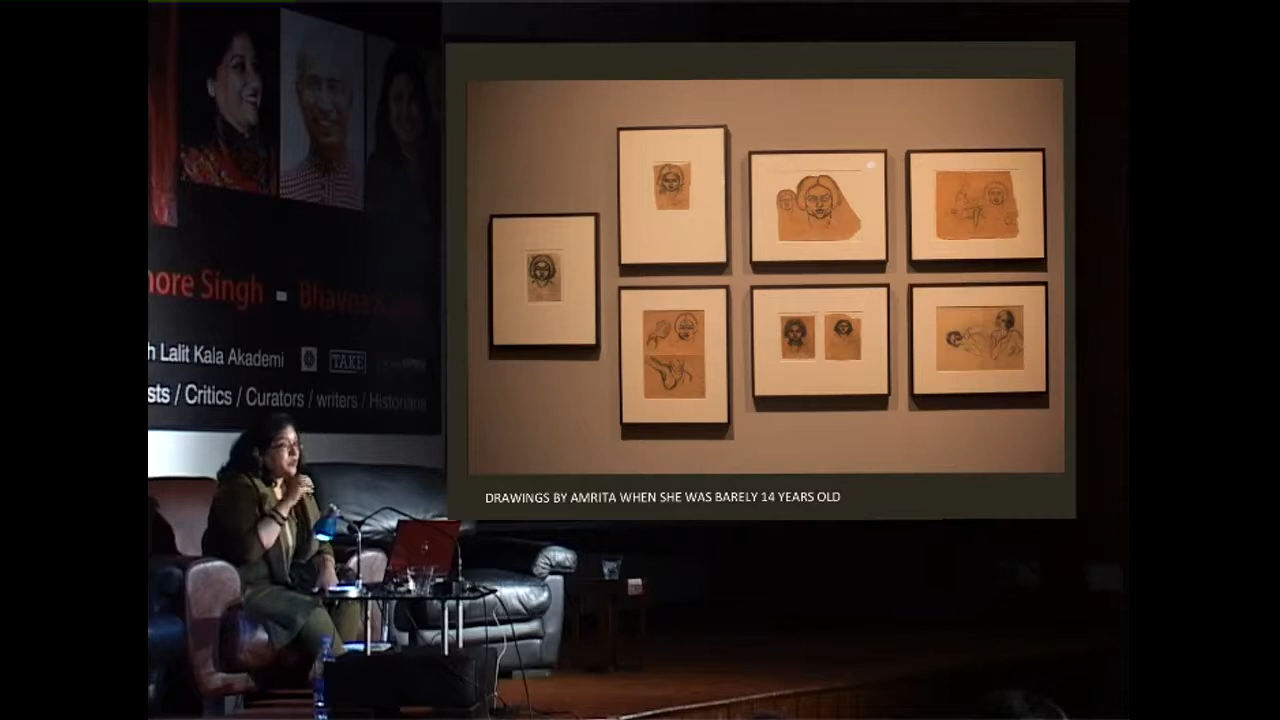 nore Singh -
h Lalit Kala Akademi TAKE
sts / Critics / Curators / writers / Historians
DRAWINGS BY AMRITA WHEN SHE WAS BARELY 14 YEARS OLD